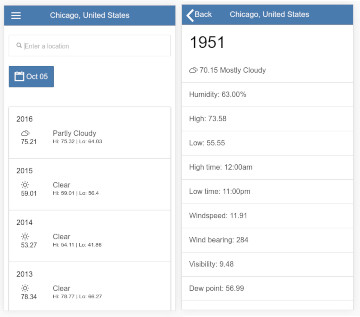 Chicago, United States
Enter a location
Oct 05
2016
Partly Cloudy
75.21
Hi: 75.32 | Lo: 64.63
2015
Clear
59.01
Hi: 59.01 | Lo: 56.4
2014
Clear
53.27
Hi: 54.11 | Lo: 41.86
2013
Clear
78.34
Hi: 78.77 | Lo: 66.27
Back
Chicago, United States
1951
70.15 Mostly Cloudy
Humidity: 63.00%
High: 73.58
Low: 55.55
High time: 12:00am
Low time: 11:00pm
Windspeed: 11.91
Wind bearing: 284
Visibility: 9.48
Dew point: 56.99